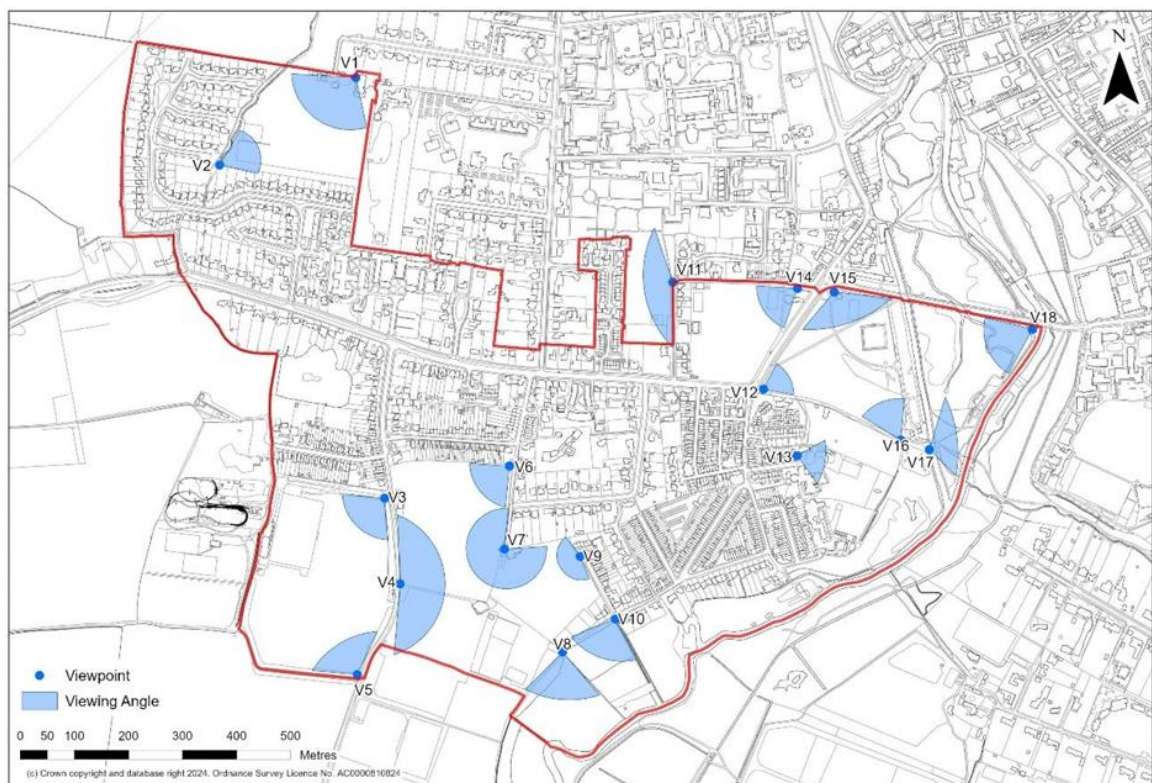 N
V1
V2
V11
V14
V15
V18
V12
V16
V17
V13
V6
V3
V7
V9
V4
V10
V8
V5
Viewpoint
Viewing Angle
0 50 100 200 300 400 500
Metres
(c) Crown copyright and database right 2024. Ordnance Survey Licence No. AC0000810824